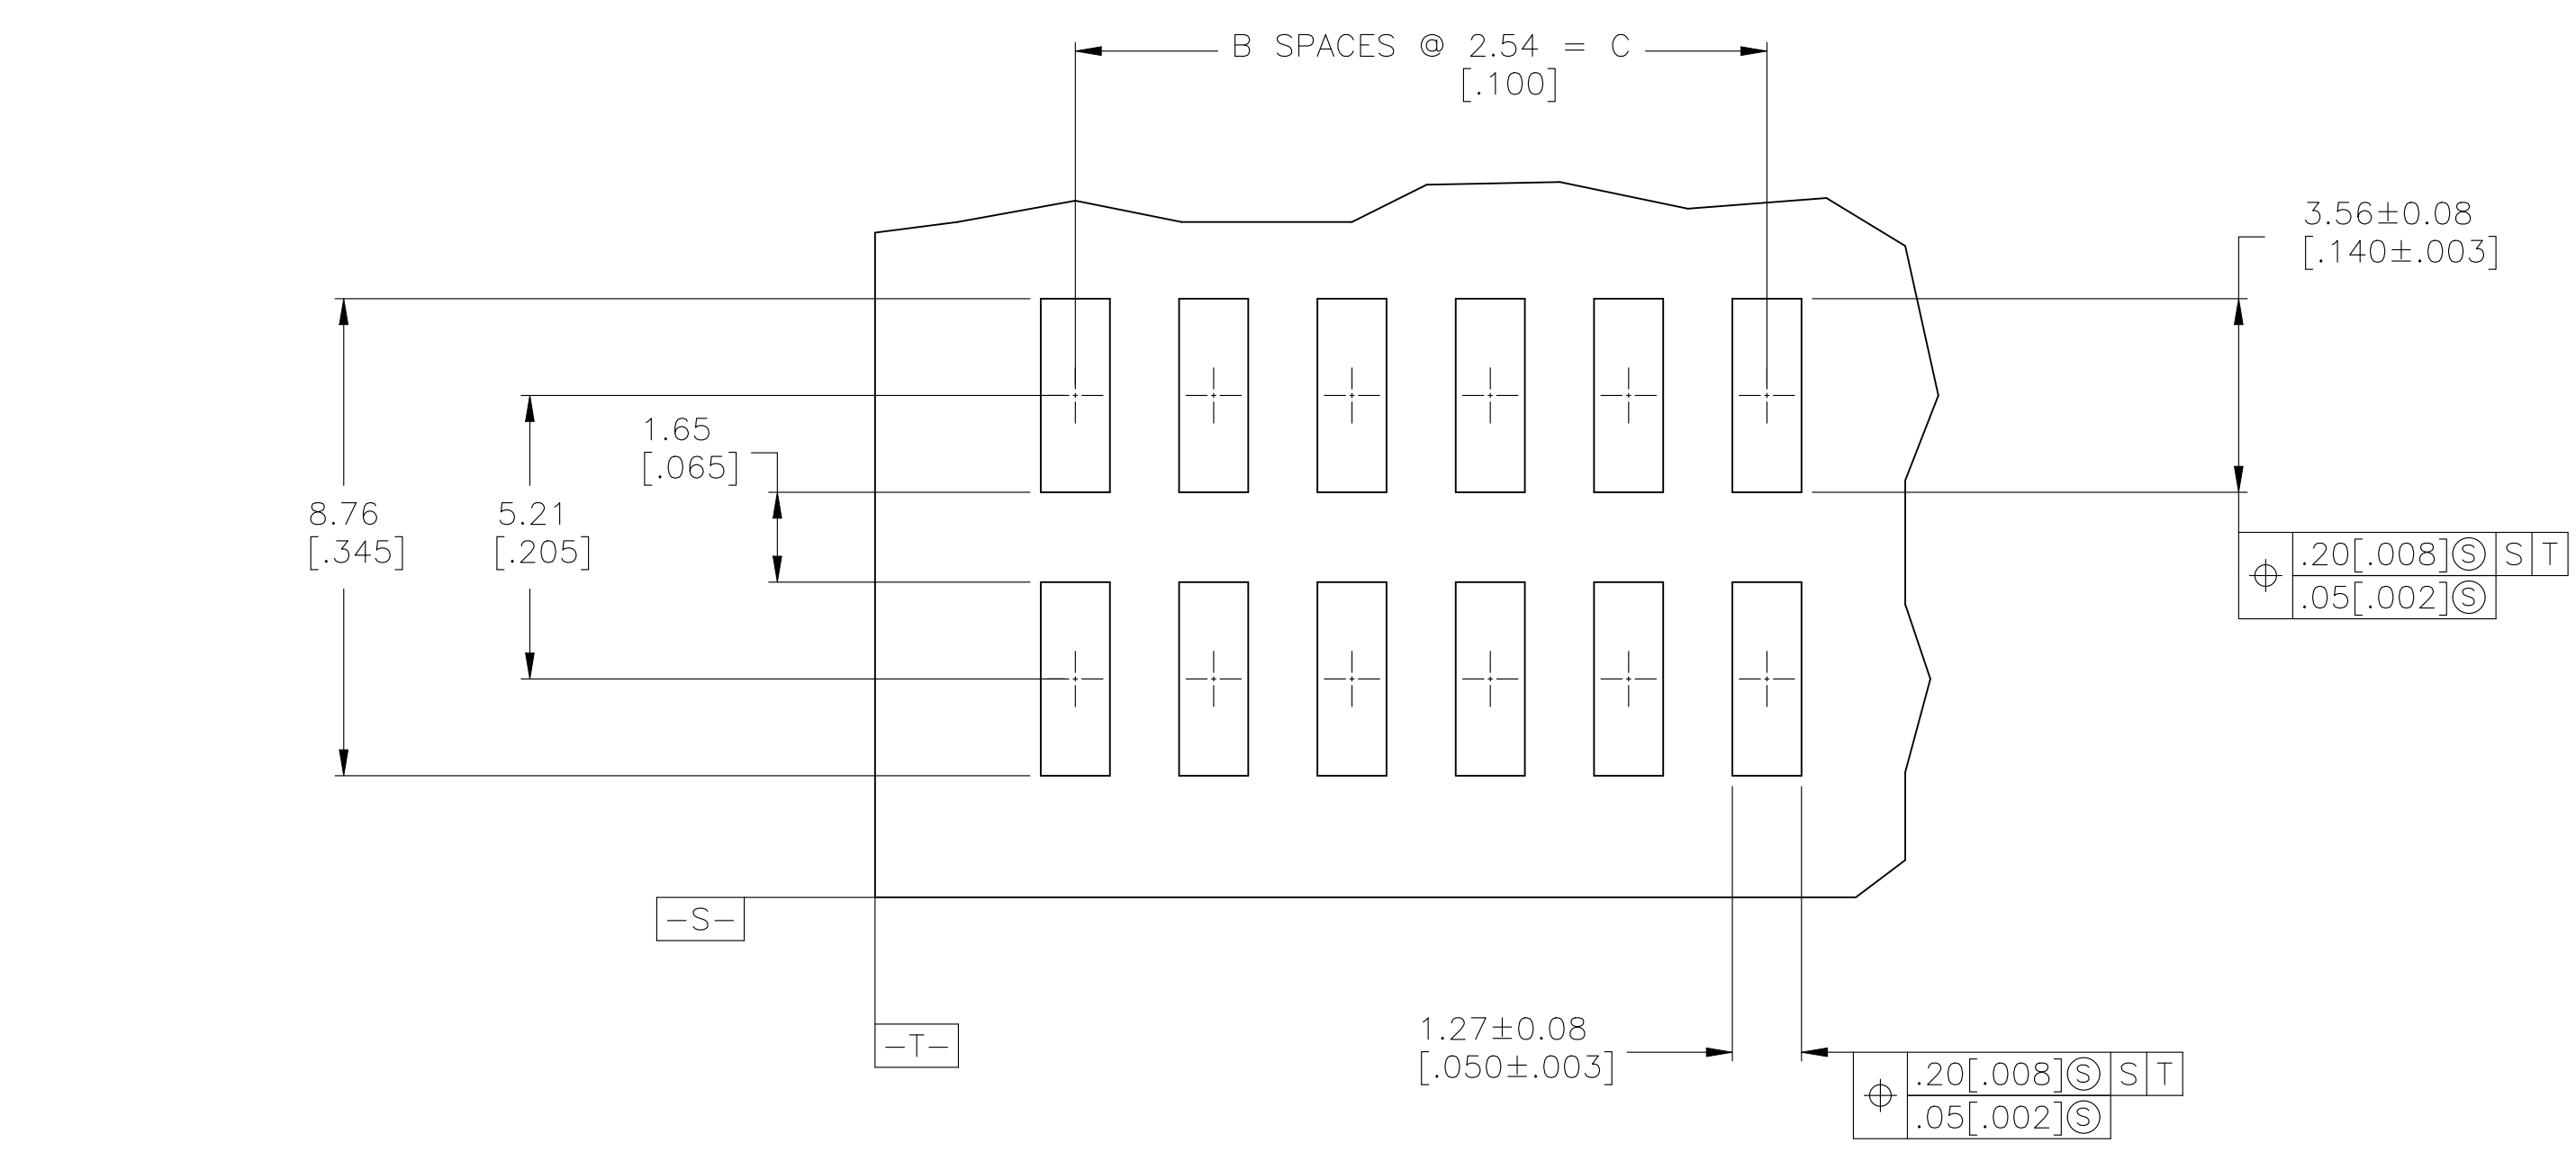 B SPACES @ 2.54 = C
[.100]
3.56±0.08
[.140±.003]
1.65
[.065]
8.76
[.345]
5.21
[.205]
⌖ .20[.008]Ⓢ S T
.05[.002]Ⓢ
-S-
-T-
1.27±0.08
[.050±.003]
⌖ .20[.008]Ⓢ S T
.05[.002]Ⓢ